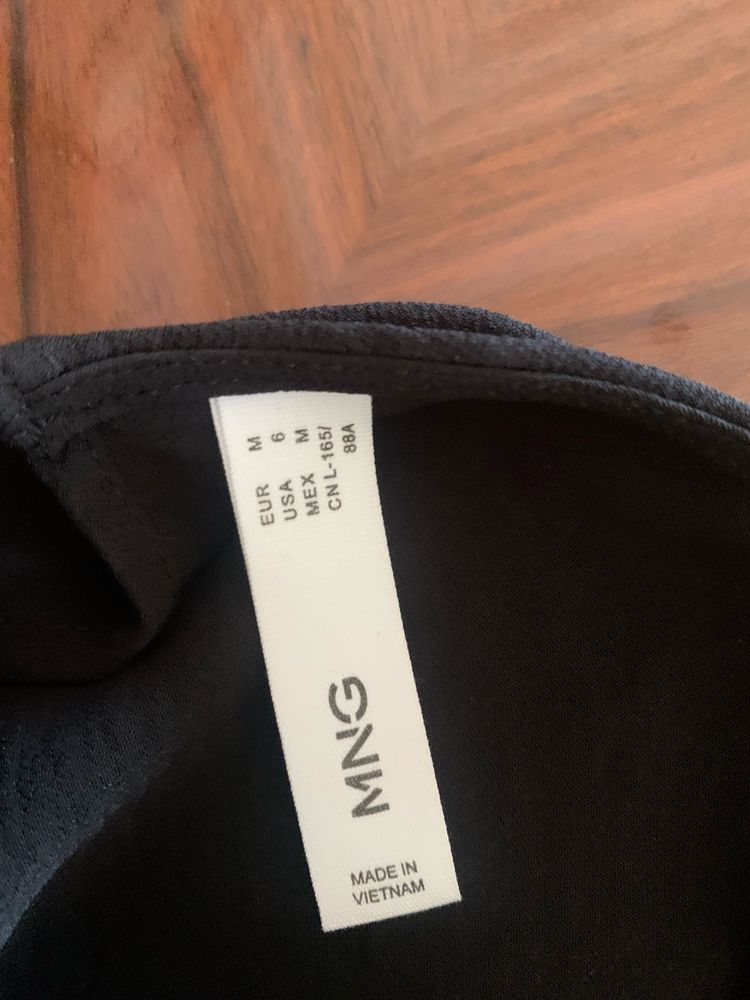 EUR M
USA 6
MEX M
CN L-165/
88A
MNG
MADE IN
VIETNAM